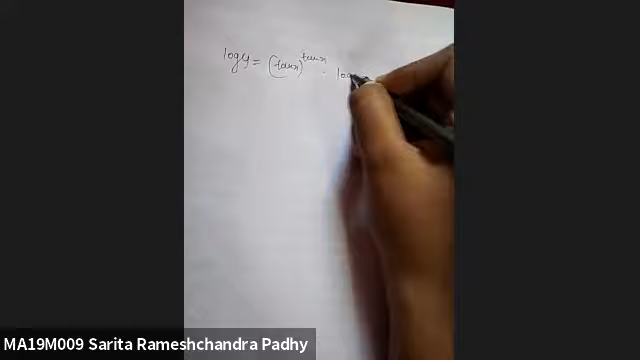 log y = (tan x)^tan x . log
MA19M009 Sarita Rameshchandra Padhy